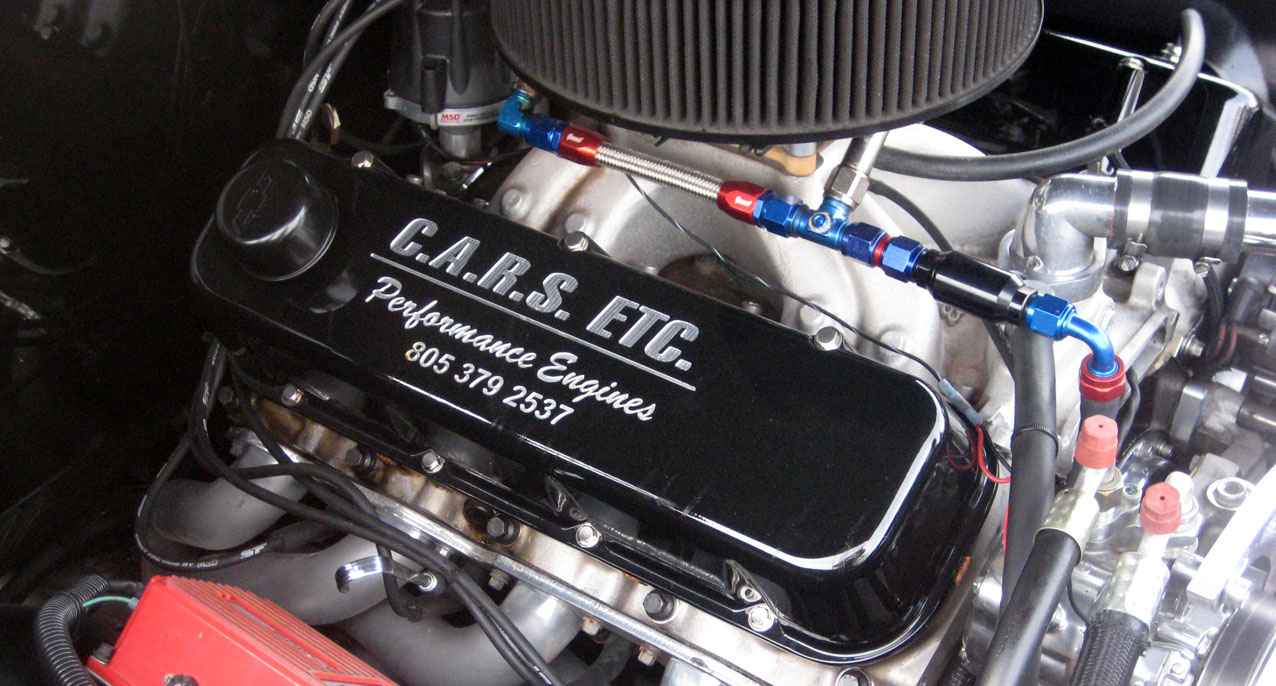 MSD
C.A.R.S. ETC.
Performance Engines
805 379 2537